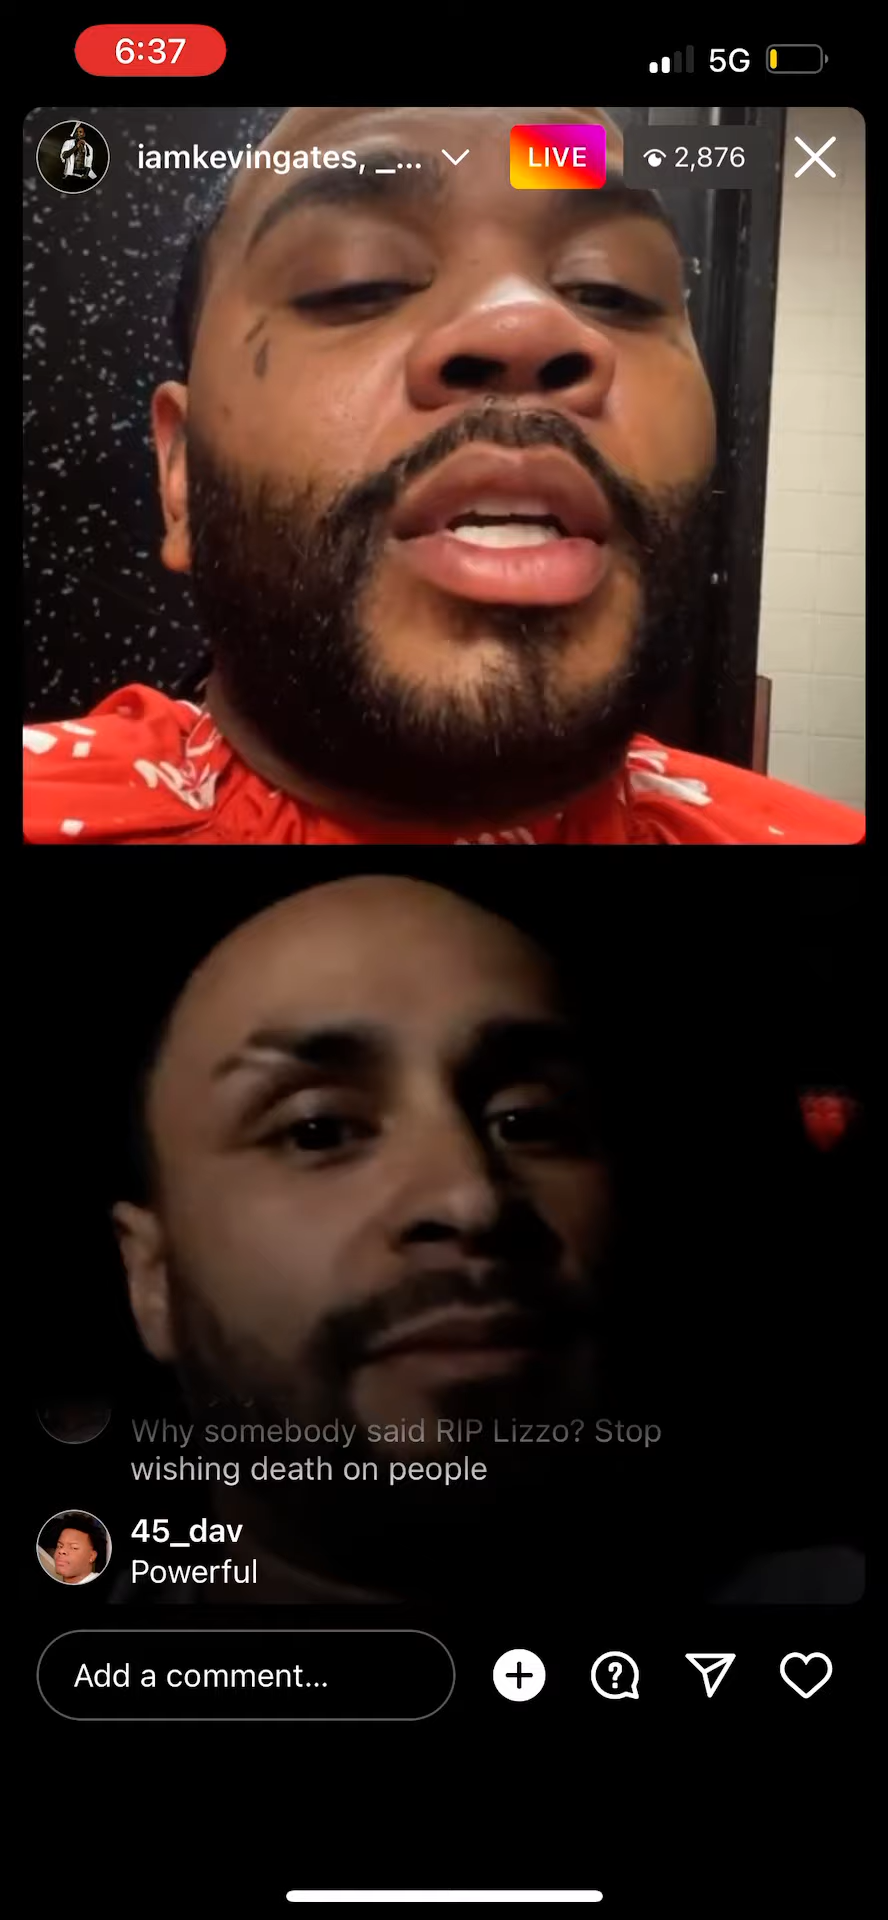 6:37
5G
iamkevingates, _...
LIVE
2,876
Why somebody said RIP Lizzo? Stop
wishing death on people
45_dav
Powerful
Add a comment...